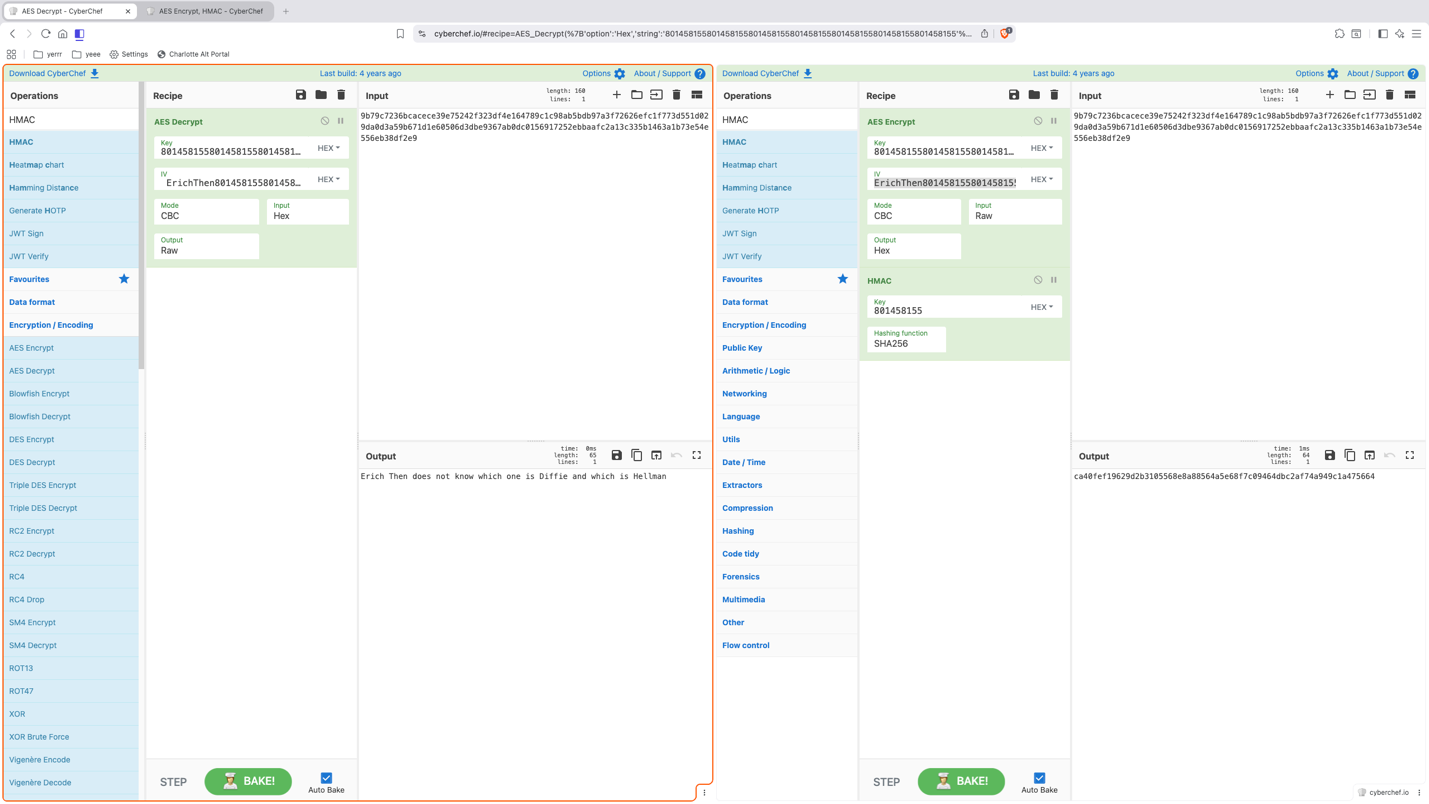 AES Decrypt - CyberChef
AES Encrypt, HMAC - CyberChef
cyberchef.io/#recipe=AES_Decrypt(%7B'option':'Hex','string':'801458155801458155801458155801458155801458155801458155801458155'%...
1
yerrr
yeee
Settings
Charlotte Alt Portal
Download CyberChef
Last build: 4 years ago
Options
About / Support
Operations
HMAC
HMAC
Heatmap chart
Hamming Distance
Generate HOTP
JWT Sign
JWT Verify
Favourites
Data format
Encryption / Encoding
AES Encrypt
AES Decrypt
Blowfish Encrypt
Blowfish Decrypt
DES Encrypt
DES Decrypt
Triple DES Encrypt
Triple DES Decrypt
RC2 Encrypt
RC2 Decrypt
RC4
RC4 Drop
SM4 Encrypt
SM4 Decrypt
ROT13
ROT47
XOR
XOR Brute Force
Vigenère Encode
Vigenère Decode
Recipe
AES Decrypt
Key
8014581558014581558014581...
HEX
IV
ErichThen801458155801458...
HEX
Mode
CBC
Input
Hex
Output
Raw
STEP
BAKE!
Auto Bake
Input
length: 160
lines: 1
9b79c7236bcacece39e75242f323df4e164789c1c98ab5bdb97a3f72626efc1f773d551d02
9da0d3a59b671d1e60506d3dbe9367ab0dc0156917252ebbaafc2a13c335b1463a1b73e54e
556eb38df2e9
Output
time: 0ms
length: 65
lines: 1
Erich Then does not know which one is Diffie and which is Hellman
Download CyberChef
Last build: 4 years ago
Options
About / Support
Operations
HMAC
HMAC
Heatmap chart
Hamming Distance
Generate HOTP
JWT Sign
JWT Verify
Favourites
Data format
Encryption / Encoding
Public Key
Arithmetic / Logic
Networking
Language
Utils
Date / Time
Extractors
Compression
Hashing
Code tidy
Forensics
Multimedia
Other
Flow control
Recipe
AES Encrypt
Key
8014581558014581558014581...
HEX
IV
ErichThen8014581558014581558
HEX
Mode
CBC
Input
Raw
Output
Hex
HMAC
Key
801458155
HEX
Hashing function
SHA256
STEP
BAKE!
Auto Bake
Input
length: 160
lines: 1
9b79c7236bcacece39e75242f323df4e164789c1c98ab5bdb97a3f72626efc1f773d551d02
9da0d3a59b671d1e60506d3dbe9367ab0dc0156917252ebbaafc2a13c335b1463a1b73e54e
556eb38df2e9
Output
time: 1ms
length: 64
lines: 1
ca40fef19629d2b3105568e8a88564a5e68f7c09464dbc2af74a949c1a475664
cyberchef.io